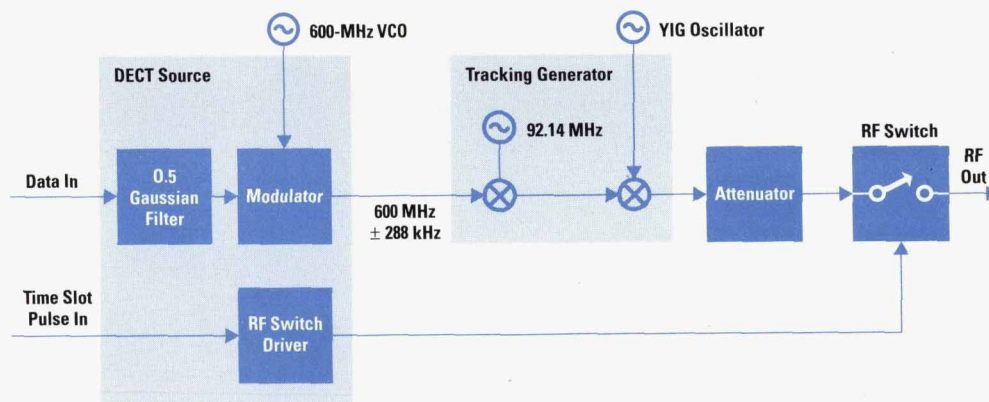 600-MHz VCO
YIG Oscillator
DECT Source
Tracking Generator
92.14 MHz
RF Switch
RF
Out
Data In
0.5
Gaussian
Filter
Modulator
600 MHz
± 288 kHz
Attenuator
Time Slot
Pulse In
RF Switch
Driver